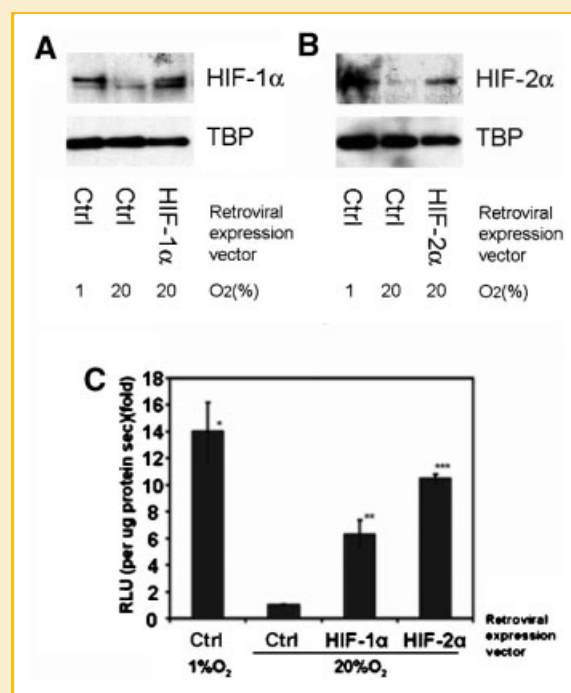 A
HIF-1α
TBP
Ctrl
Ctrl
HIF-1α
Retroviral
expression
vector
1 20 20 O2(%)
B
HIF-2α
TBP
Ctrl
Ctrl
HIF-2α
Retroviral
expression
vector
1 20 20 O2(%)
C
RLU (per ug protein sec)(fold)
18
16
14
12
10
8
6
4
2
0
*
**
***
Ctrl Ctrl HIF-1α HIF-2α
1%O₂ 20%O₂
Retroviral
expression
vector